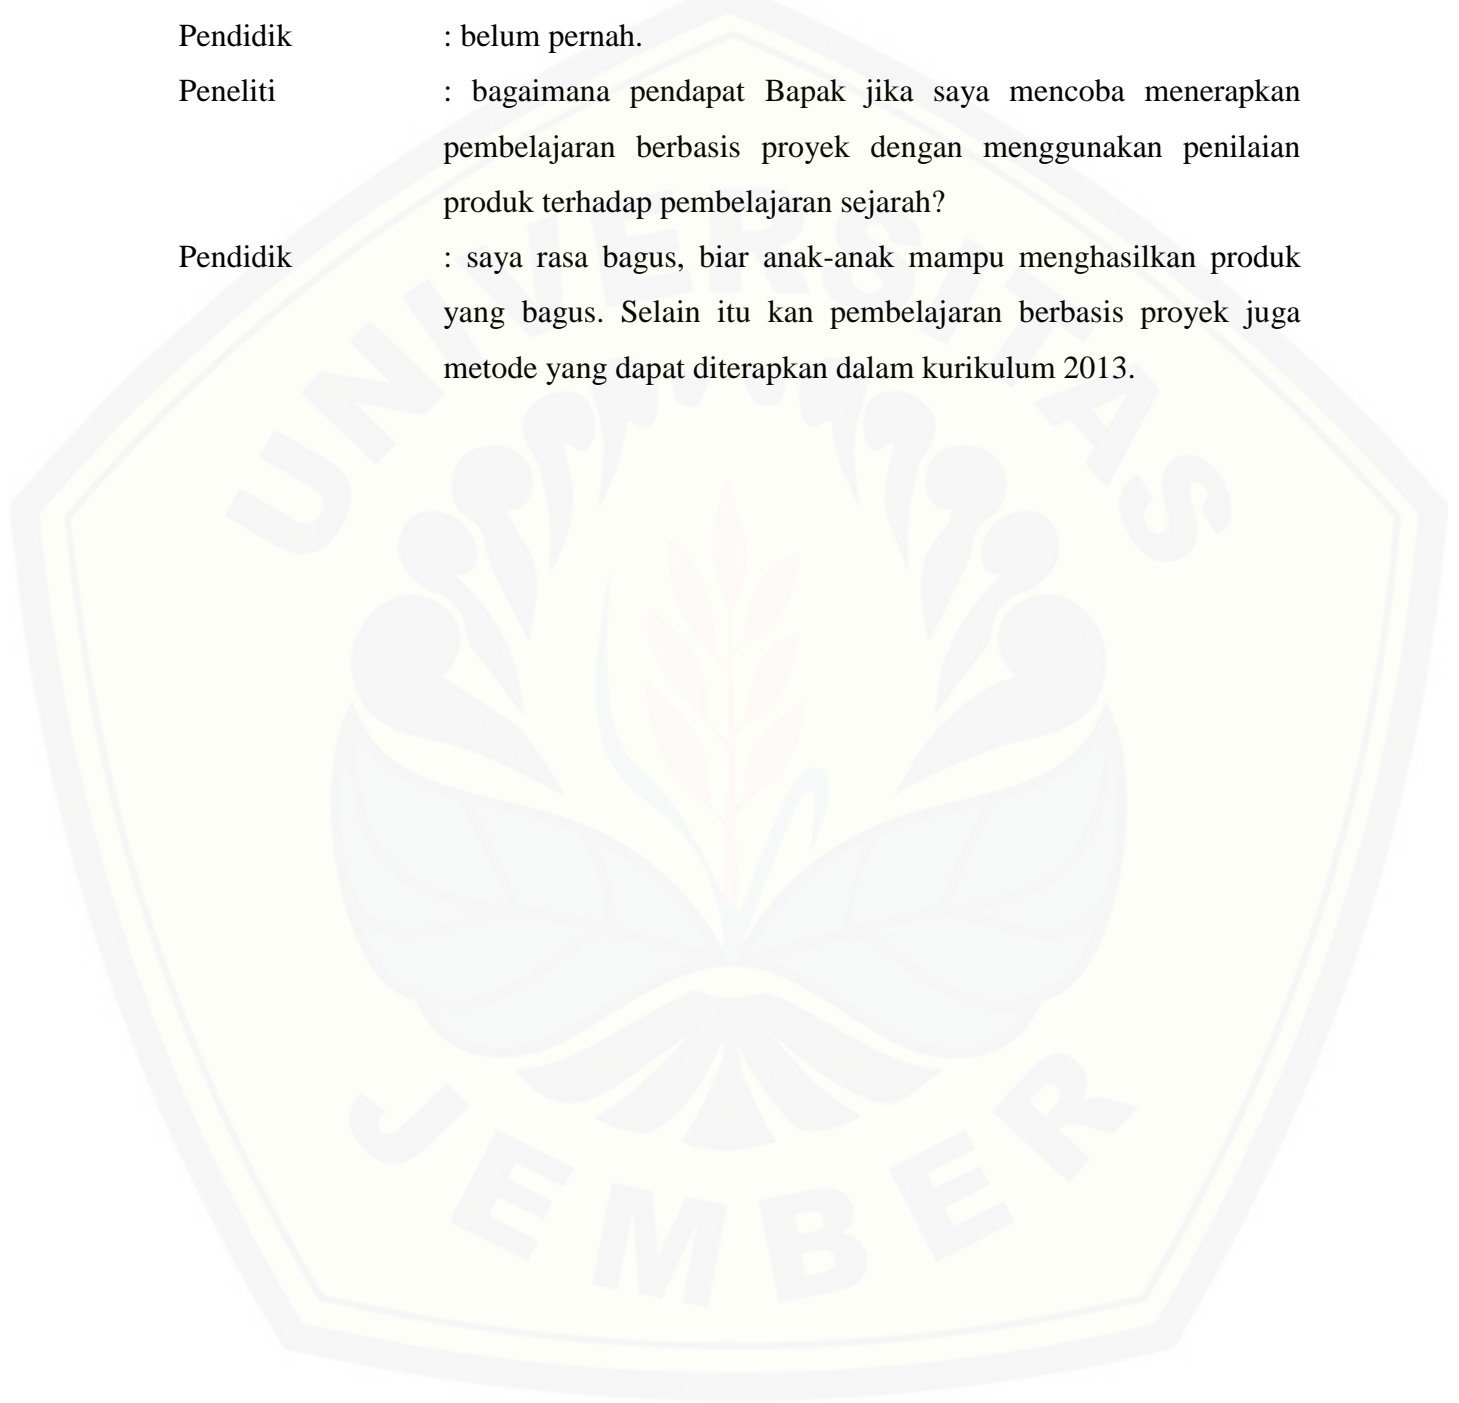 Pendidik : belum pernah.
Peneliti : bagaimana pendapat Bapak jika saya mencoba menerapkan
pembelajaran berbasis proyek dengan menggunakan penilaian
produk terhadap pembelajaran sejarah?
Pendidik : saya rasa bagus, biar anak-anak mampu menghasilkan produk
yang bagus. Selain itu kan pembelajaran berbasis proyek juga
metode yang dapat diterapkan dalam kurikulum 2013.
UNIVERSITAS
JEMBER